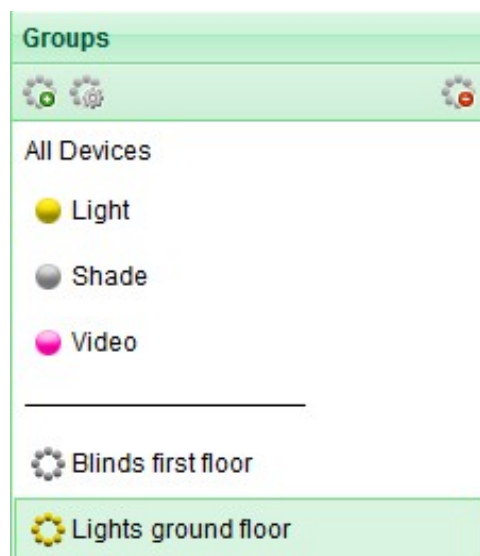 Groups
All Devices
Light
Shade
Video
Blinds first floor
Lights ground floor